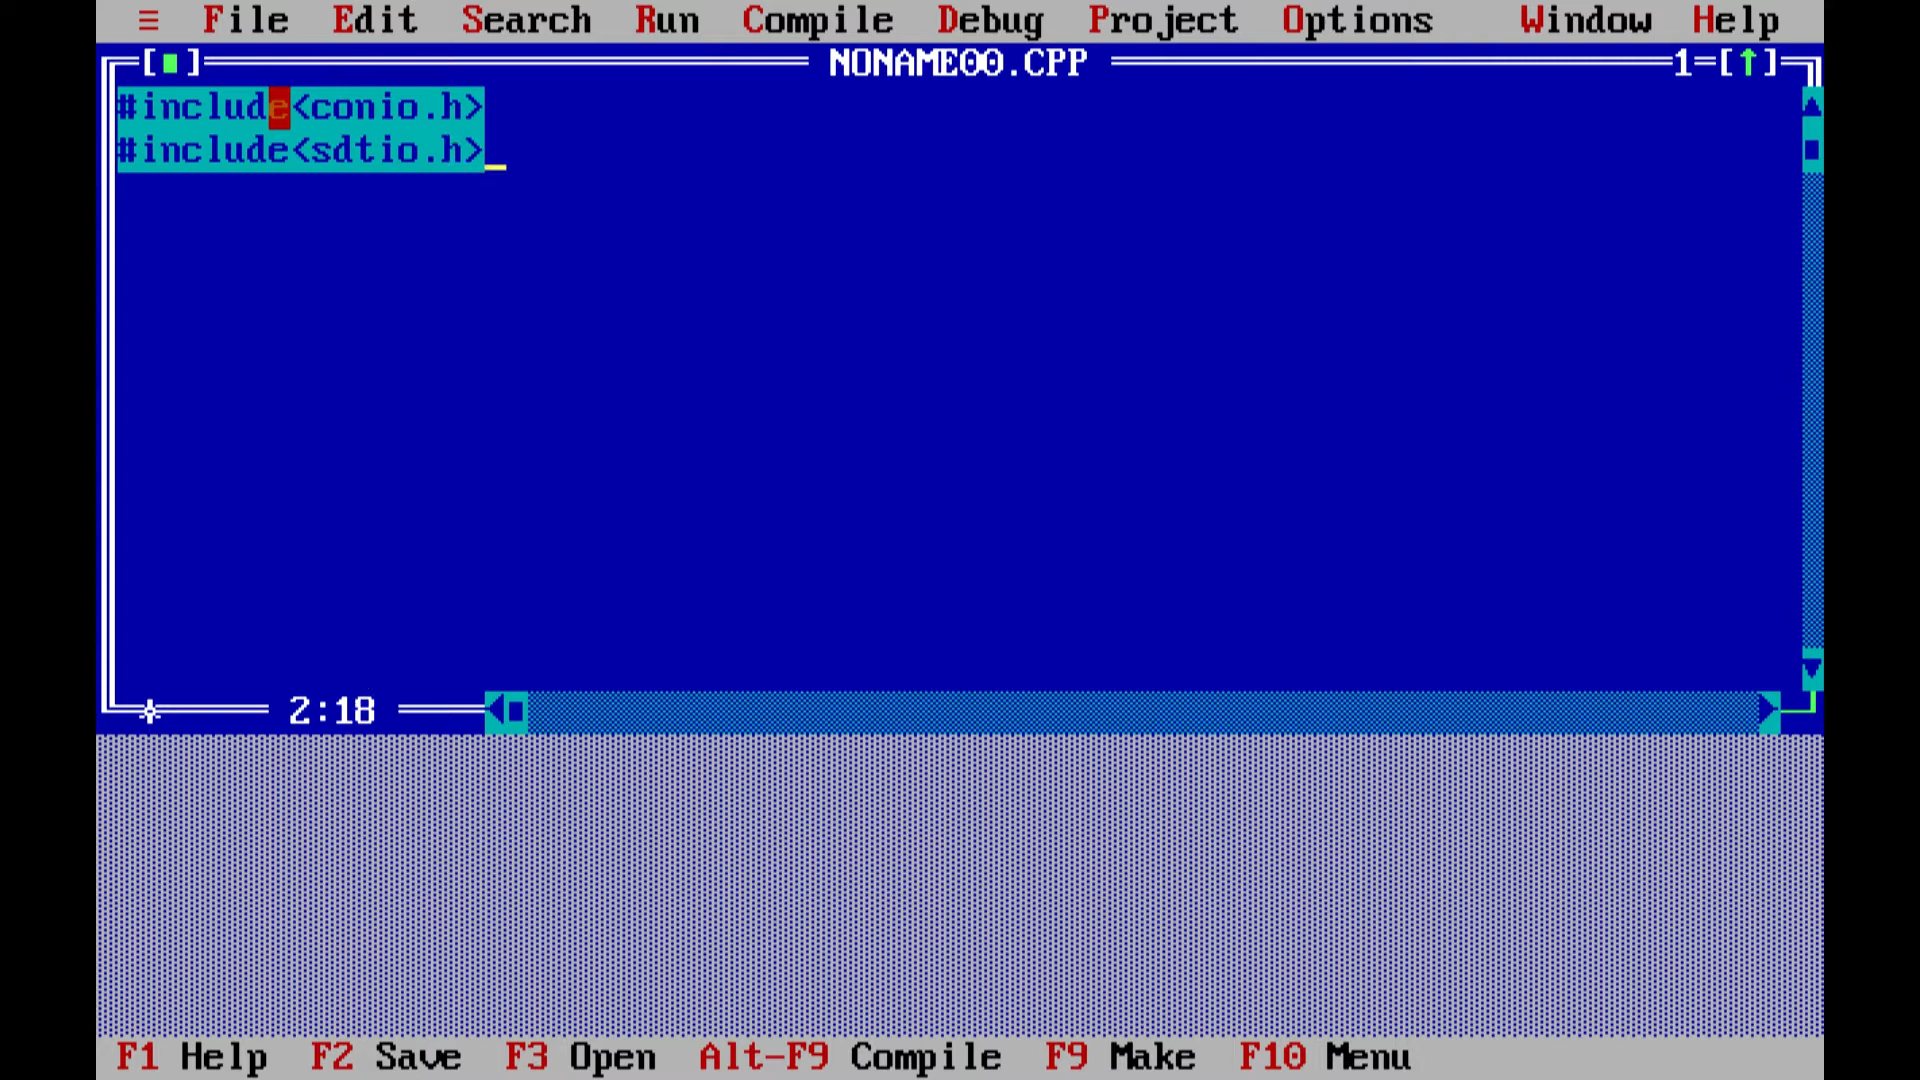 ≡ File Edit Search Run Compile Debug Project Options Window Help
[■] NONAME00.CPP 1=[↑]
#include<conio.h>
#include<sdtio.h>
2:18
F1 Help F2 Save F3 Open Alt-F9 Compile F9 Make F10 Menu